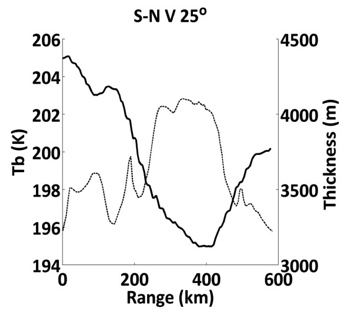 S-N V 25°
206 4500
204
202 4000
200
198 3500
196
194 3000
0 200 400 600
Tb (K)
Thickness (m)
Range (km)